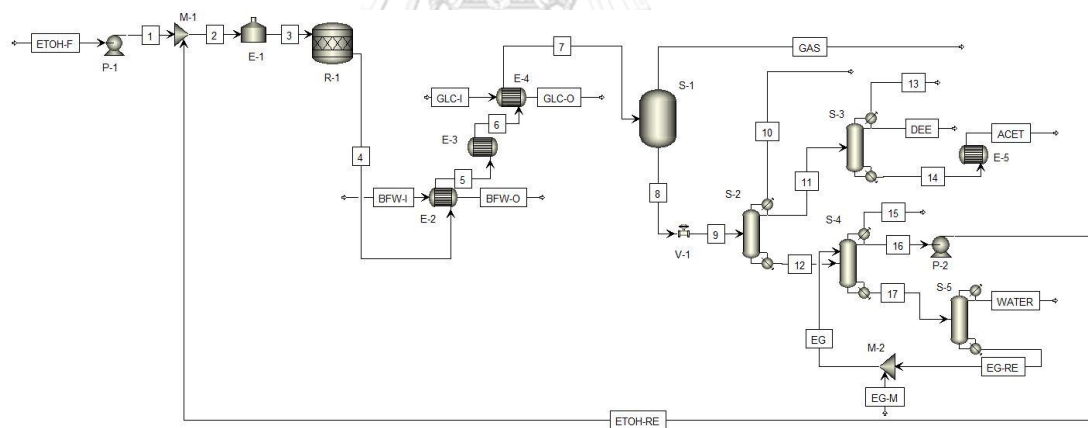 ETOH-F
P-1
1
M-1
2
E-1
3
R-1
4
BFW-I
E-2
BFW-O
5
E-3
6
GLC-I
E-4
GLC-O
7
S-1
GAS
8
V-1
9
S-2
10
11
12
S-3
13
DEE
14
ACET
E-5
S-4
15
16
P-2
17
S-5
WATER
EG
M-2
EG-RE
EG-M
ETOH-RE